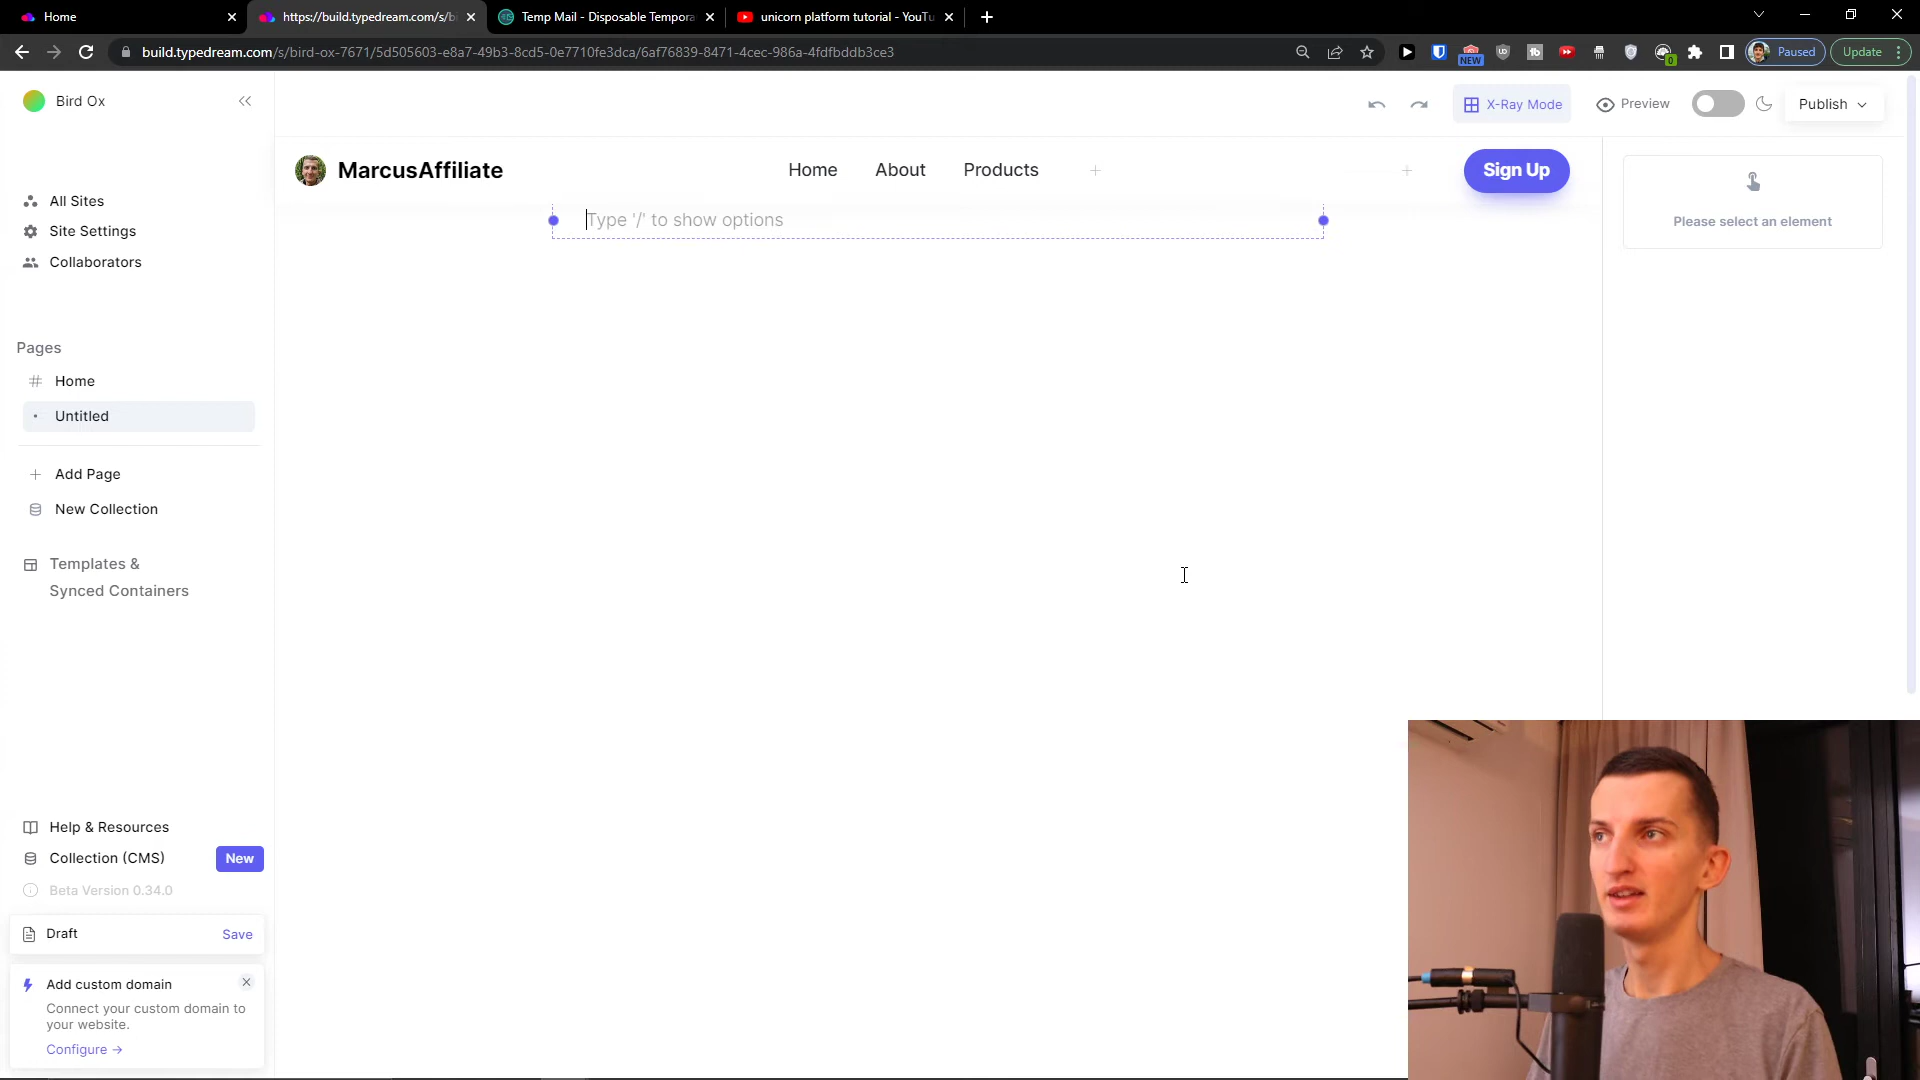 Home
https://build.typedream.com/s/bi
Temp Mail - Disposable Tempora
unicorn platform tutorial - YouTu
build.typedream.com/s/bird-ox-7671/5d505603-e8a7-49b3-8cd5-0e7710fe3dca/6af76839-8471-4cec-986a-4fdfbddb3ce3
NEW
0
Paused
Update
Bird Ox
X-Ray Mode
Preview
Publish
MarcusAffiliate
Home
About
Products
Sign Up
Type '/' to show options
Please select an element
All Sites
Site Settings
Collaborators
Pages
Home
Untitled
Add Page
New Collection
Templates &
Synced Containers
Help & Resources
Collection (CMS)
New
Beta Version 0.34.0
Draft
Save
Add custom domain
Connect your custom domain to
your website.
Configure →